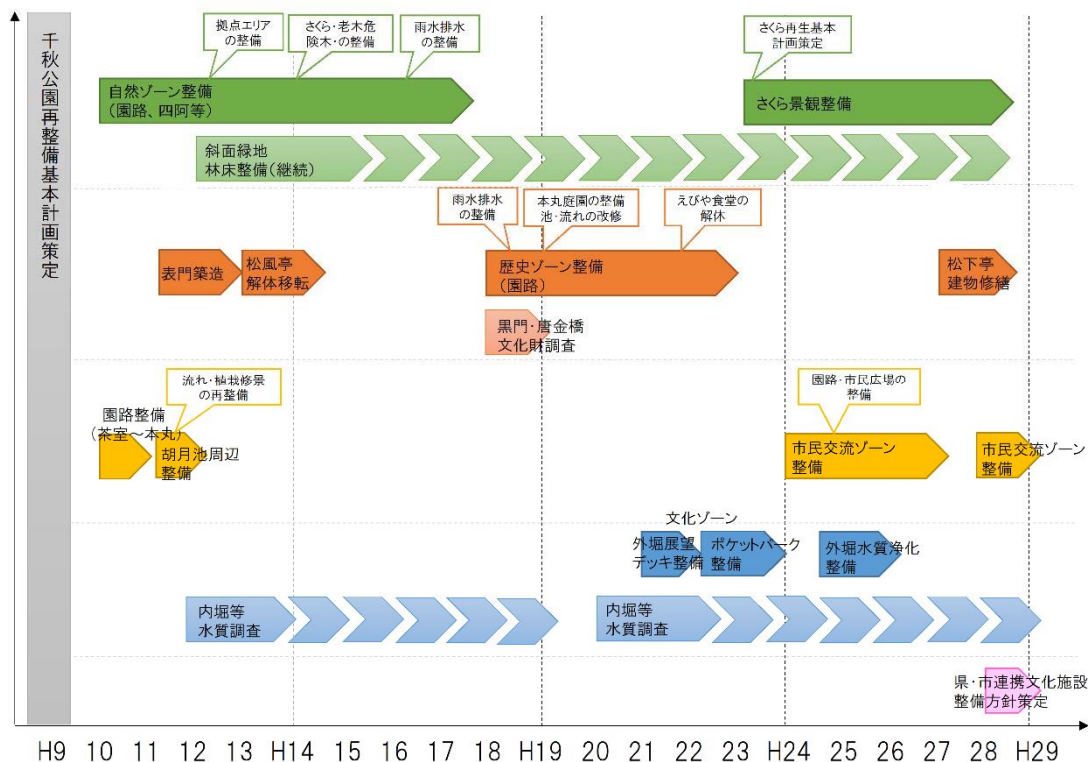 千秋公園再整備基本計画策定
拠点エリア
の整備
さくら・老木危
険木・の整備
雨水排水
の整備
さくら再生基本
計画策定
自然ゾーン整備
(園路、四阿等)
さくら景観整備
斜面緑地
林床整備(継続)
雨水排水
の整備
本丸庭園の整備
池・流れの改修
えびや食堂の
解休
表門築造
松風亭
解体移転
歴史ゾーン整備
(園路)
松下亭
建物修繕
黒門・唐金橋
文化財調査
流れ・植栽修景
の再整備
園路・市民広場の
整備
園路整備
(茶室~本丸)
胡月池周辺
整備
市民交流ゾーン
整備
市民交流ゾーン
整備
文化ゾーン
外堀展望
デッキ整備
ポケットパーク
整備
外堀水質浄化
整備
内堀等
水質調査
内堀等
水質調査
県・市連携文化施設
整備方針策定
H9 10 11 12 13 H14 15 16 17 18 H19 20 21 22 23 H24 25 26 27 28 H29